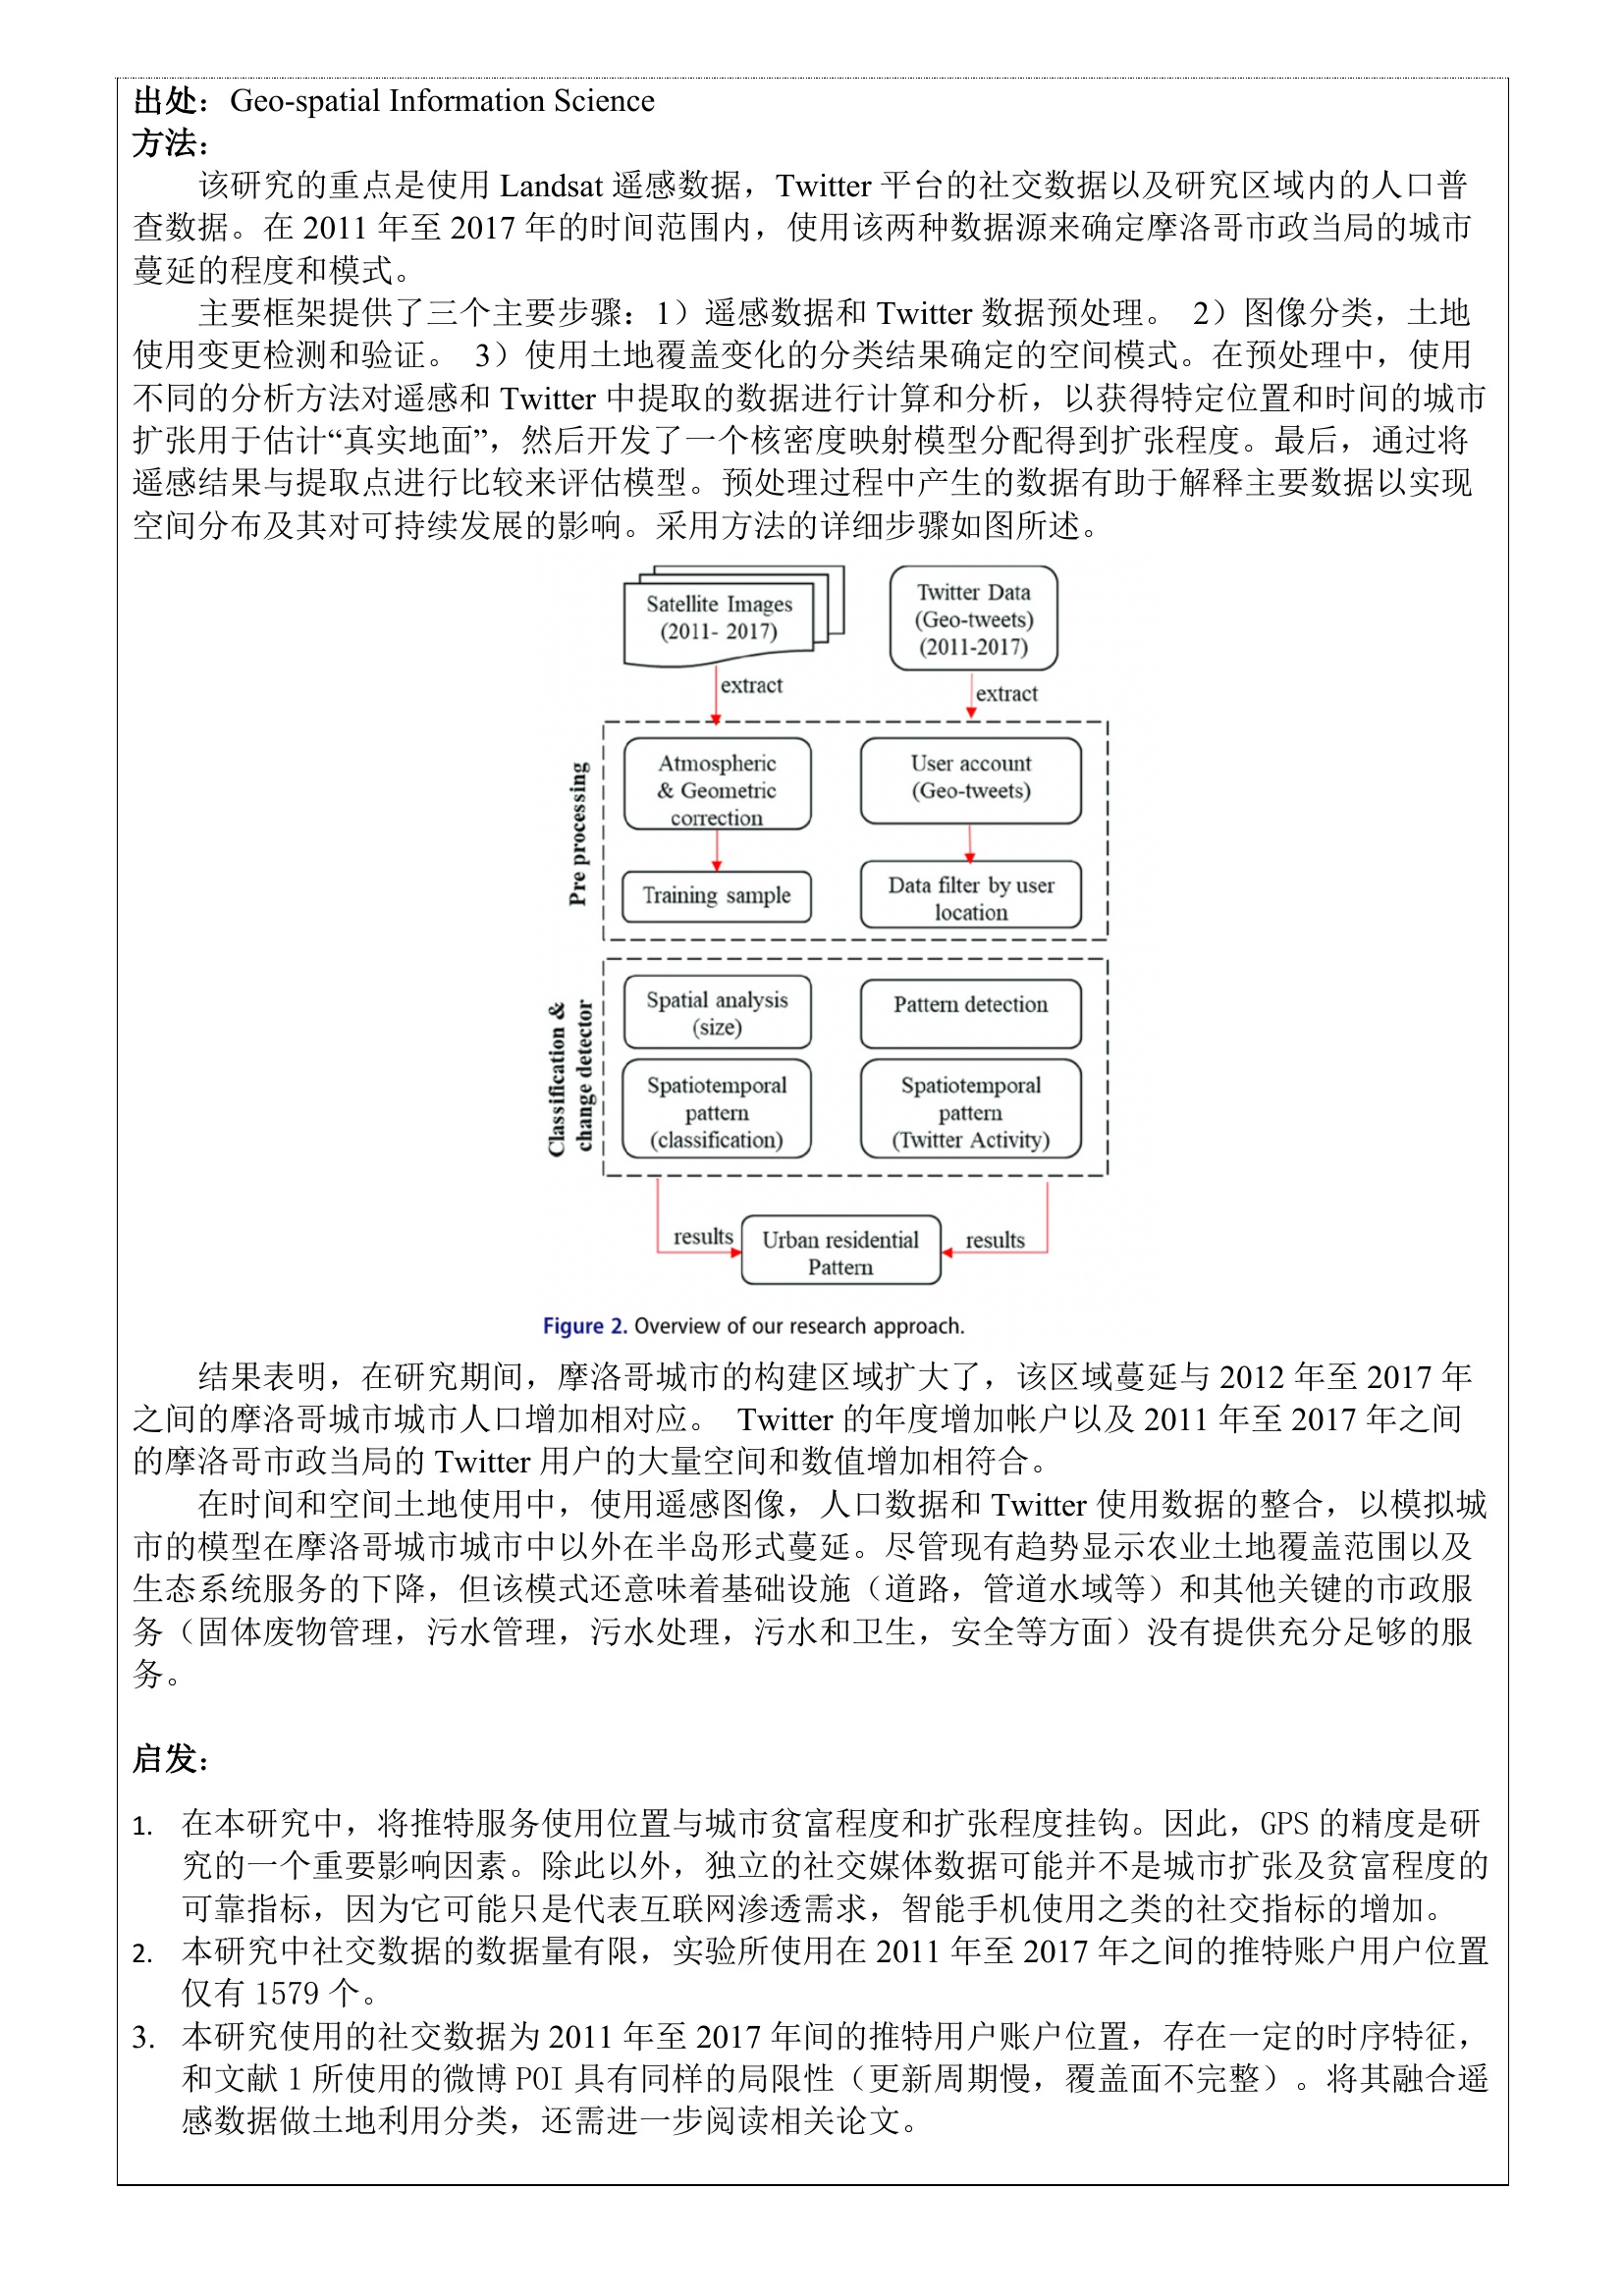 出处：Geo-spatial Information Science
方法：
该研究的重点是使用 Landsat 遥感数据，Twitter 平台的社交数据以及研究区域内的人口普
查数据。在 2011 年至 2017 年的时间范围内，使用该两种数据源来确定摩洛哥市政当局的城市
蔓延的程度和模式。
主要框架提供了三个主要步骤：1）遥感数据和 Twitter 数据预处理。 2）图像分类，土地
使用变更检测和验证。 3）使用土地覆盖变化的分类结果确定的空间模式。在预处理中，使用
不同的分析方法对遥感和 Twitter 中提取的数据进行计算和分析，以获得特定位置和时间的城市
扩张用于估计“真实地面”，然后开发了一个核密度映射模型分配得到扩张程度。最后，通过将
遥感结果与提取点进行比较来评估模型。预处理过程中产生的数据有助于解释主要数据以实现
空间分布及其对可持续发展的影响。采用方法的详细步骤如图所述。
Satellite Images
(2011- 2017)
Twitter Data
(Geo-tweets)
(2011-2017)
extract
extract
Pre processing
Atmospheric
& Geometric
correction
User account
(Geo-tweets)
Training sample
Data filter by user
location
Classification &
change detector
Spatial analysis
(size)
Pattern detection
Spatiotemporal
pattern
(classification)
Spatiotemporal
pattern
(Twitter Activity)
results
Urban residential
Pattern
results
Figure 2. Overview of our research approach.
结果表明，在研究期间，摩洛哥城市的构建区域扩大了，该区域蔓延与 2012 年至 2017 年
之间的摩洛哥城市城市人口增加相对应。 Twitter 的年度增加帐户以及 2011 年至 2017 年之间
的摩洛哥市政当局的 Twitter 用户的大量空间和数值增加相符合。
在时间和空间土地使用中，使用遥感图像，人口数据和 Twitter 使用数据的整合，以模拟城
市的模型在摩洛哥城市城市中以外在半岛形式蔓延。尽管现有趋势显示农业土地覆盖范围以及
生态系统服务的下降，但该模式还意味着基础设施（道路，管道水域等）和其他关键的市政服
务（固体废物管理，污水管理，污水处理，污水和卫生，安全等方面）没有提供充分足够的服
务。
启发：
1. 在本研究中，将推特服务使用位置与城市贫富程度和扩张程度挂钩。因此，GPS 的精度是研
究的一个重要影响因素。除此以外，独立的社交媒体数据可能并不是城市扩张及贫富程度的
可靠指标，因为它可能只是代表互联网渗透需求，智能手机使用之类的社交指标的增加。
2. 本研究中社交数据的数据量有限，实验所使用在 2011 年至 2017 年之间的推特账户用户位置
仅有 1579 个。
3. 本研究使用的社交数据为 2011 年至 2017 年间的推特用户账户位置，存在一定的时序特征，
和文献 1 所使用的微博 POI 具有同样的局限性（更新周期慢，覆盖面不完整）。将其融合遥
感数据做土地利用分类，还需进一步阅读相关论文。